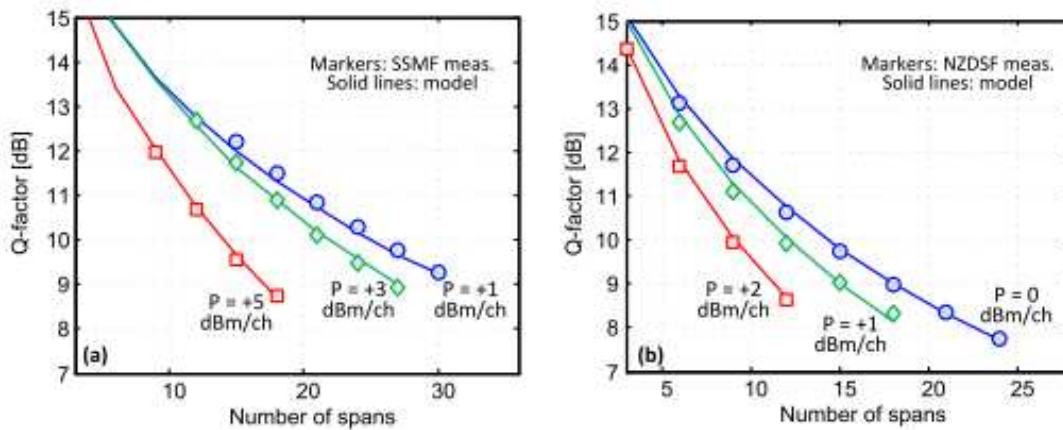 15
14
13
12
11
10
9
8
7
Q-factor [dB]
Markers: SSMF meas.
Solid lines: model
P = +5
dBm/ch
P = +3
dBm/ch
P = +1
dBm/ch
(a)
10
20
30
Number of spans
15
14
13
12
11
10
9
8
7
Q-factor [dB]
Markers: NZDSF meas.
Solid lines: model
P = +2
dBm/ch
P = +1
dBm/ch
P = 0
dBm/ch
(b)
5
10
15
20
25
Number of spans